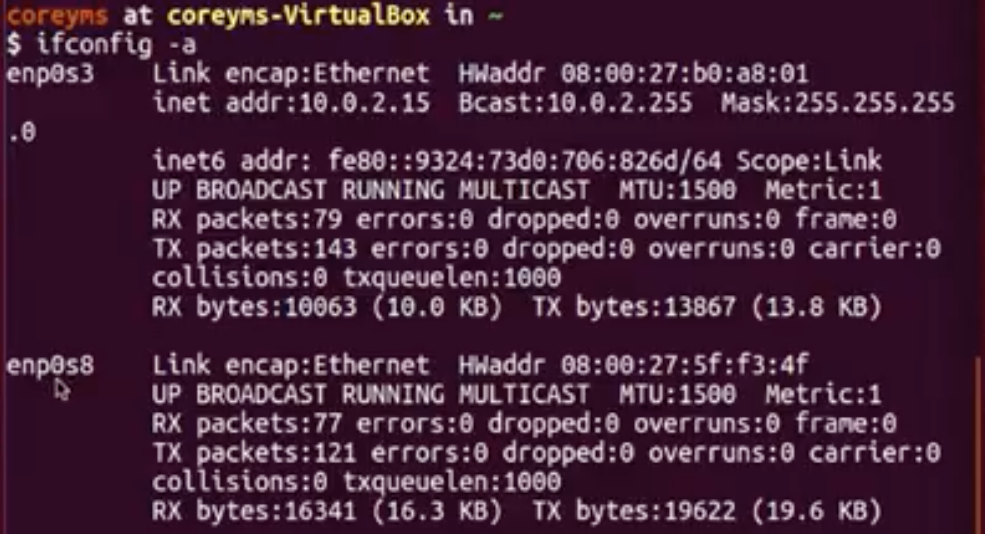 coreyms at coreyms-VirtualBox in ~
$ ifconfig -a
enp0s3    Link encap:Ethernet  HWaddr 08:00:27:b0:a8:01
          inet addr:10.0.2.15  Bcast:10.0.2.255  Mask:255.255.255
.0
          inet6 addr: fe80::9324:73d0:706:826d/64 Scope:Link
          UP BROADCAST RUNNING MULTICAST  MTU:1500  Metric:1
          RX packets:79 errors:0 dropped:0 overruns:0 frame:0
          TX packets:143 errors:0 dropped:0 overruns:0 carrier:0
          collisions:0 txqueuelen:1000
          RX bytes:10063 (10.0 KB)  TX bytes:13867 (13.8 KB)

enp0s8    Link encap:Ethernet  HWaddr 08:00:27:5f:f3:4f
          UP BROADCAST RUNNING MULTICAST  MTU:1500  Metric:1
          RX packets:77 errors:0 dropped:0 overruns:0 frame:0
          TX packets:121 errors:0 dropped:0 overruns:0 carrier:0
          collisions:0 txqueuelen:1000
          RX bytes:16341 (16.3 KB)  TX bytes:19622 (19.6 KB)